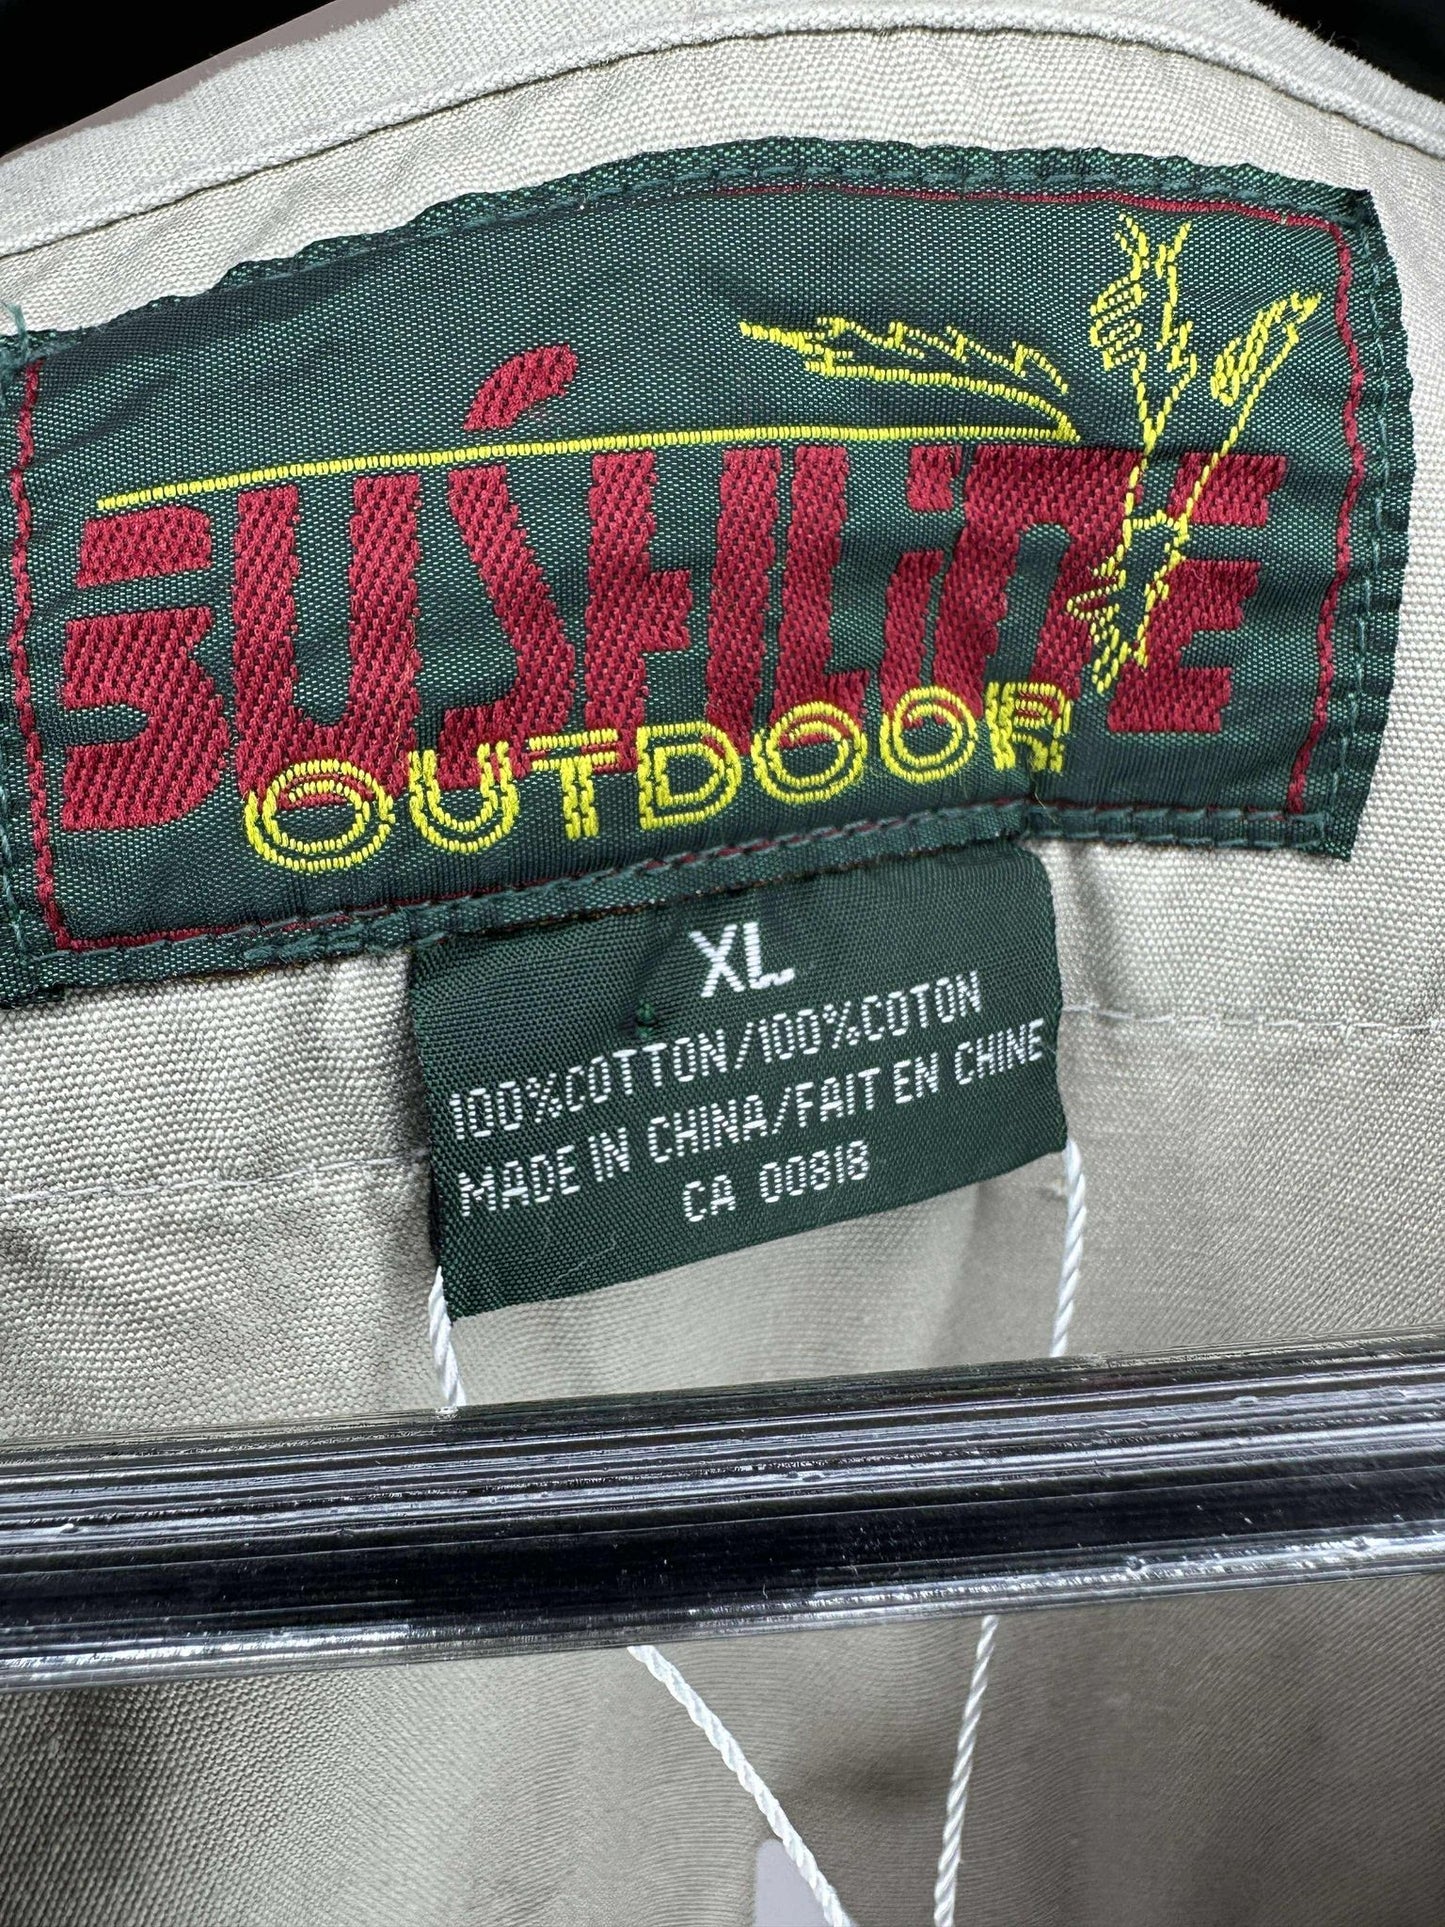 BUSHLINE
OUTDOOR
XL
100%COTTON/100%COTON
MADE IN CHINA/FAIT EN CHINE
CA 00818